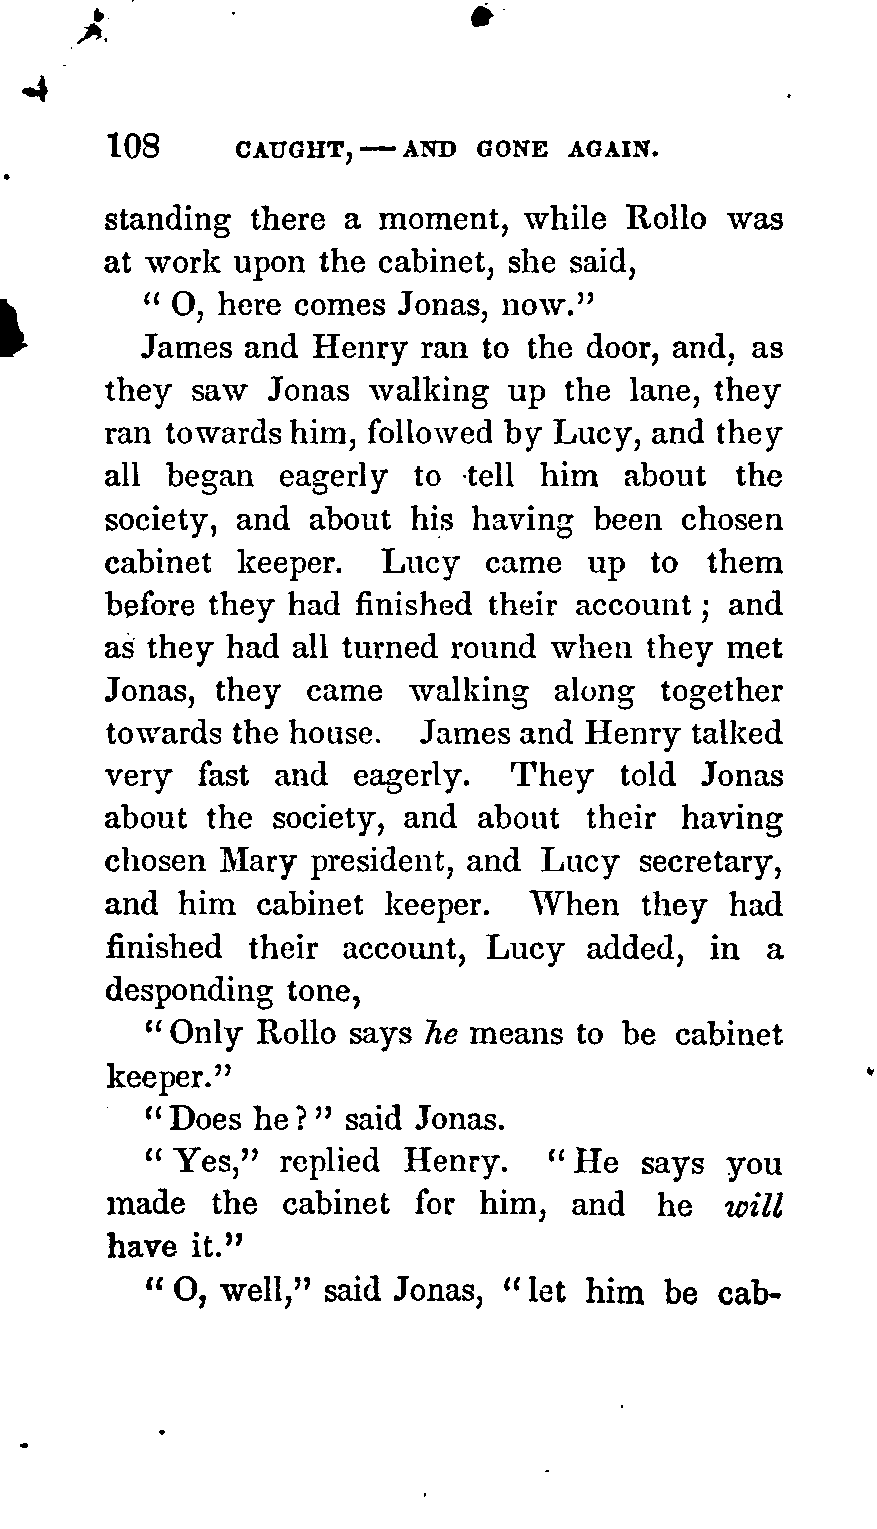 108 CAUGHT,—AND GONE AGAIN.
standing there a moment, while Rollo was
at work upon the cabinet, she said,
“ O, here comes Jonas, now.”
James and Henry ran to the door, and, as
they saw Jonas walking up the lane, they
ran towards him, followed by Lucy, and they
all began eagerly to tell him about the
society, and about his having been chosen
cabinet keeper. Lucy came up to them
before they had finished their account ; and
as they had all turned round when they met
Jonas, they came walking along together
towards the house. James and Henry talked
very fast and eagerly. They told Jonas
about the society, and about their having
chosen Mary president, and Lucy secretary,
and him cabinet keeper. When they had
finished their account, Lucy added, in a
desponding tone,
“Only Rollo says he means to be cabinet
keeper.”
“Does he?” said Jonas.
“ Yes,” replied Henry. “He says you
made the cabinet for him, and he will
have it.”
“ O, well,” said Jonas, “let him be cab-